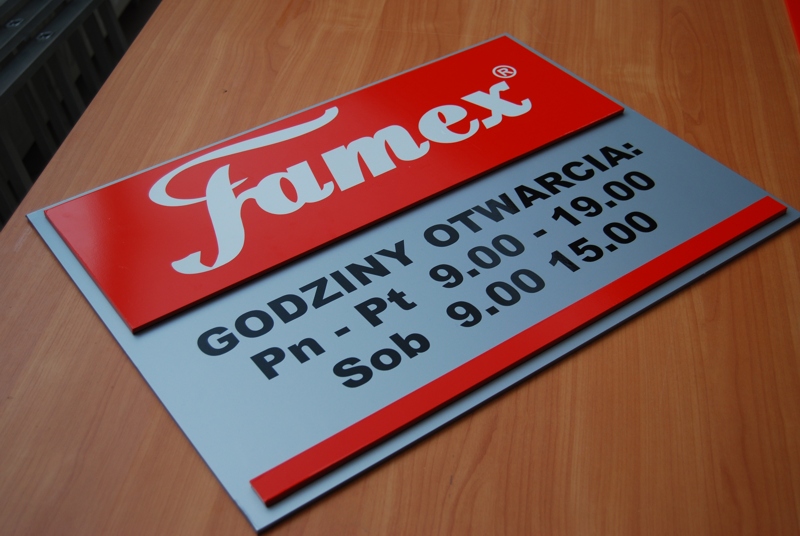 Famex®
GODZINY OTWARCIA:
Pn - Pt 9.00 - 19.00
Sob 9.00 15.00